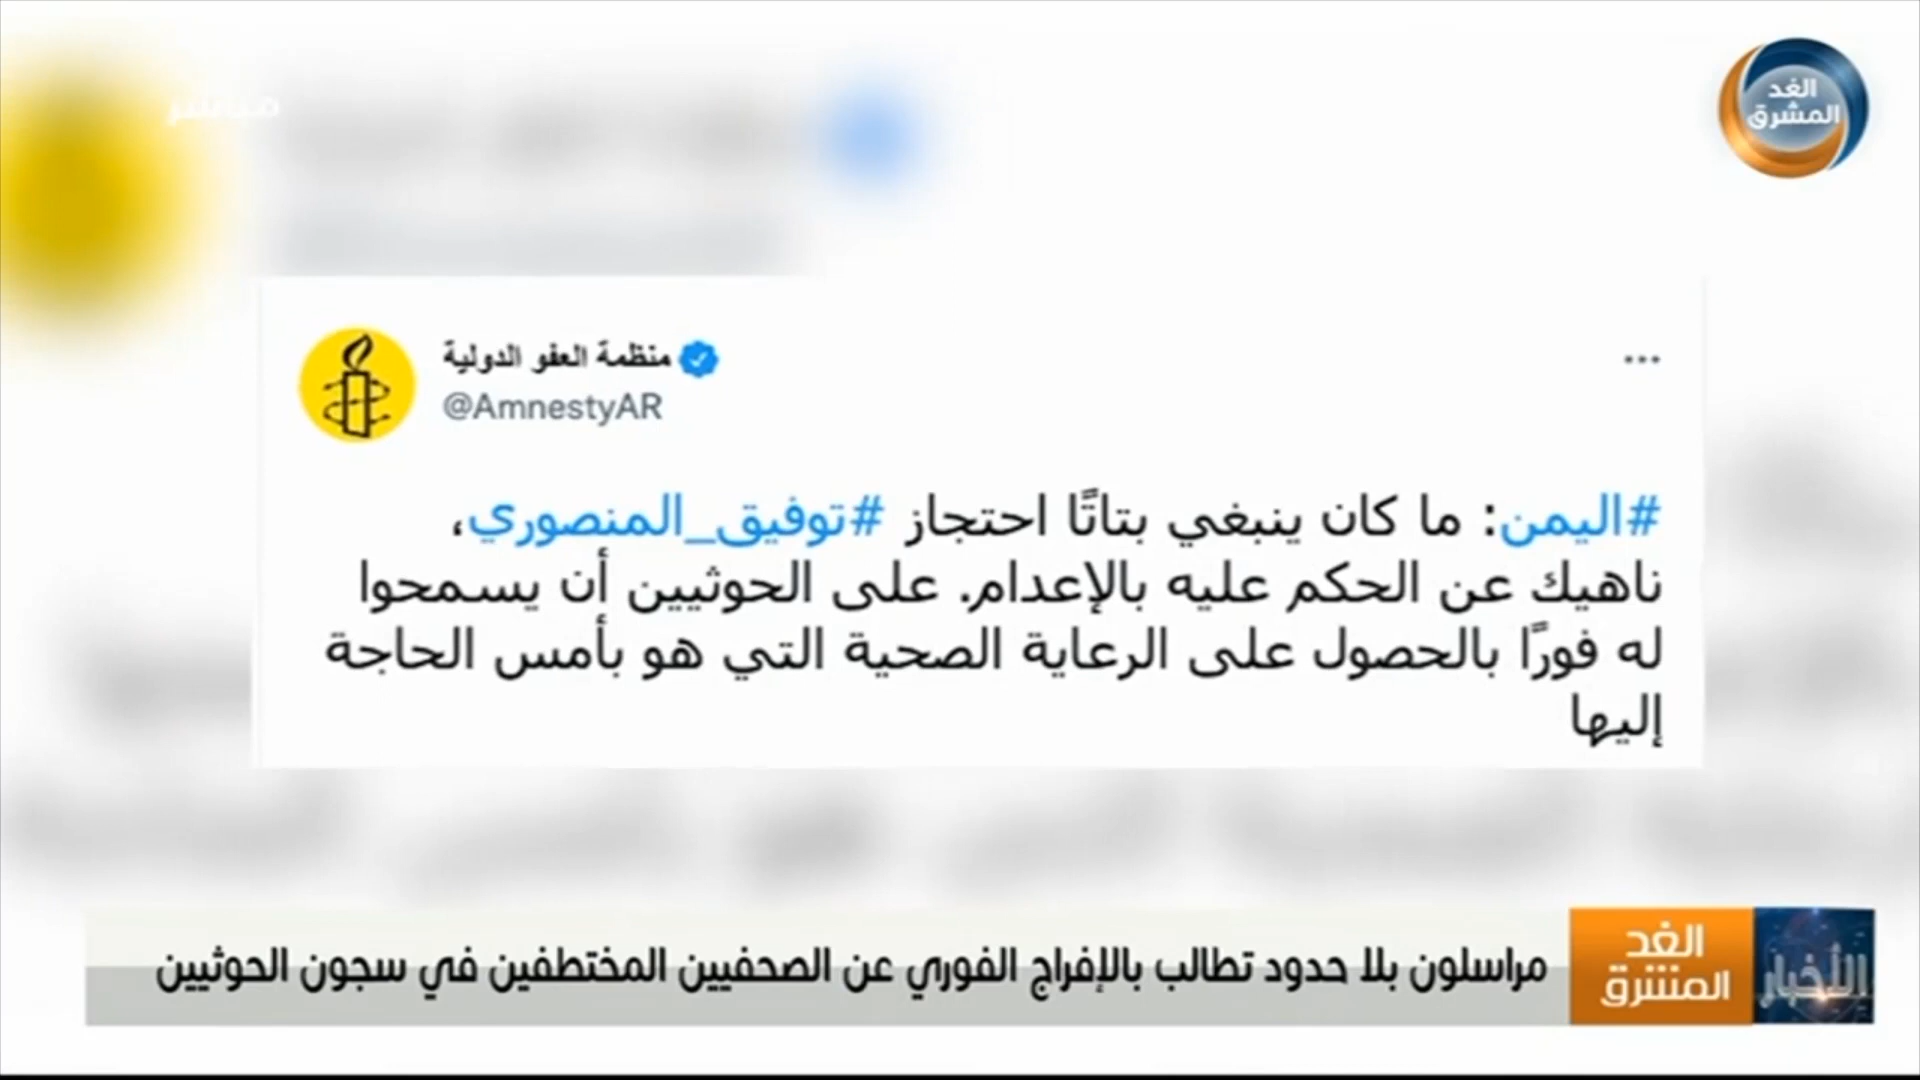 مباشر
الغد
المشرق
منظمة العفو الدولية
@AmnestyAR
#اليمن: ما كان ينبغي بتاتًا احتجاز #توفيق_المنصوري،
ناهيك عن الحكم عليه بالإعدام. على الحوثيين أن يسمحوا
له فورًا بالحصول على الرعاية الصحية التي هو بأمس الحاجة
إليها
الأخبار
الغد
المشرق
مراسلون بلا حدود تطالب بالإفراج الفوري عن الصحفيين المختطفين في سجون الحوثيين